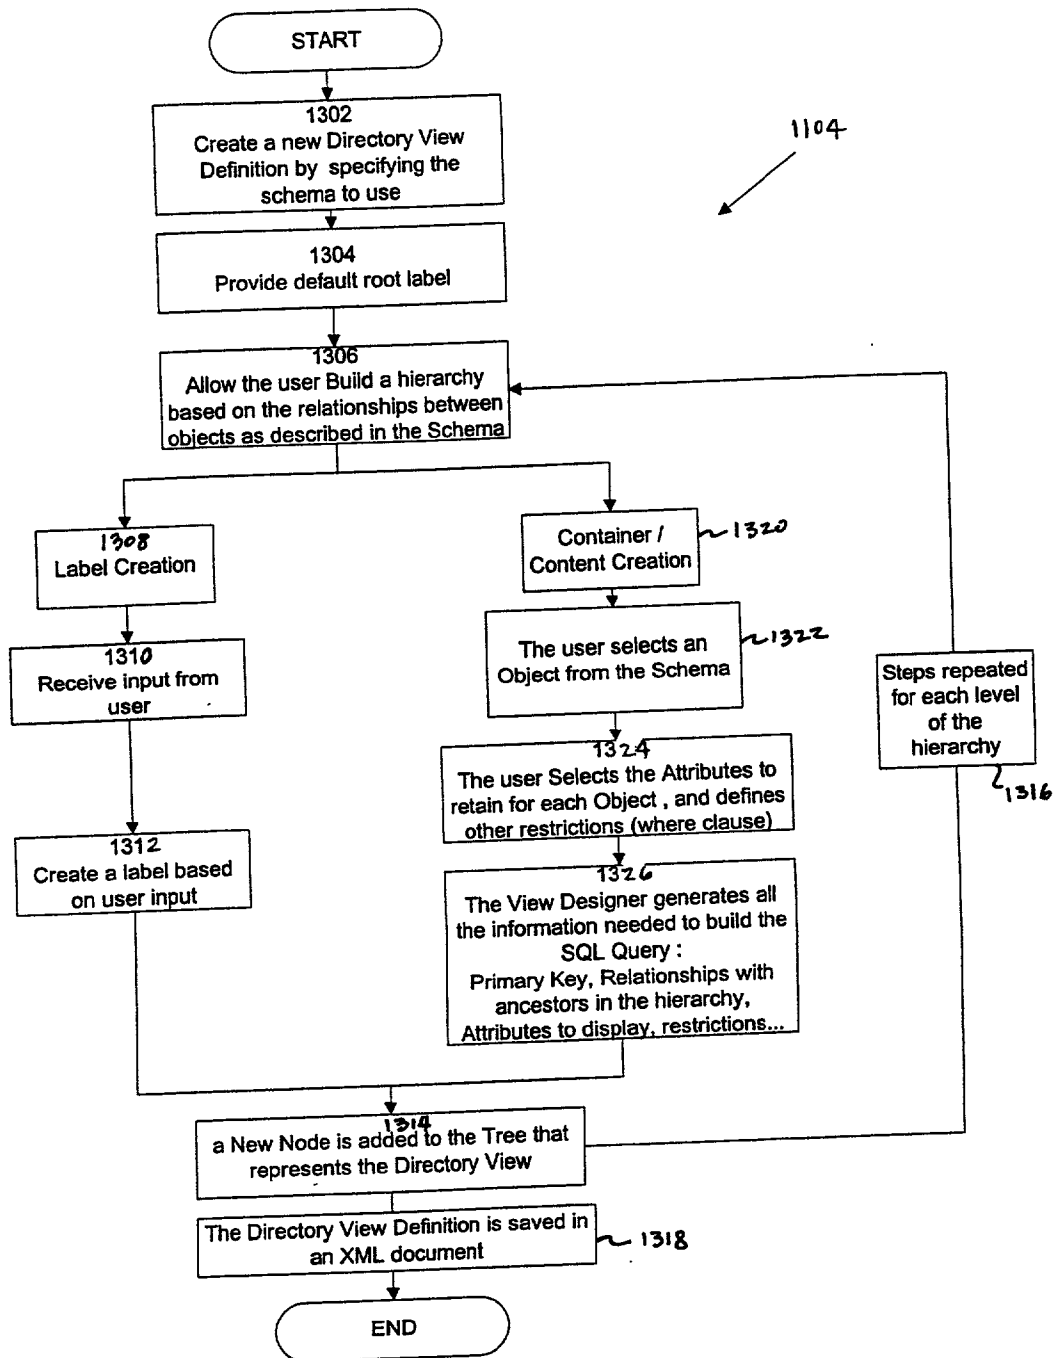 START
1302
Create a new Directory View
Definition by specifying the
schema to use
1104
1304
Provide default root label
1306
Allow the user Build a hierarchy
based on the relationships between
objects as described in the Schema
1308
Label Creation
1310
Receive input from
user
1312
Create a label based
on user input
Container /
Content Creation
1320
The user selects an
Object from the Schema
1322
1324
The user Selects the Attributes to
retain for each Object , and defines
other restrictions (where clause)
1326
The View Designer generates all
the information needed to build the
SQL Query :
Primary Key, Relationships with
ancestors in the hierarchy,
Attributes to display, restrictions...
Steps repeated
for each level
of the
hierarchy
1316
1314
a New Node is added to the Tree that
represents the Directory View
The Directory View Definition is saved in
an XML document
1318
END